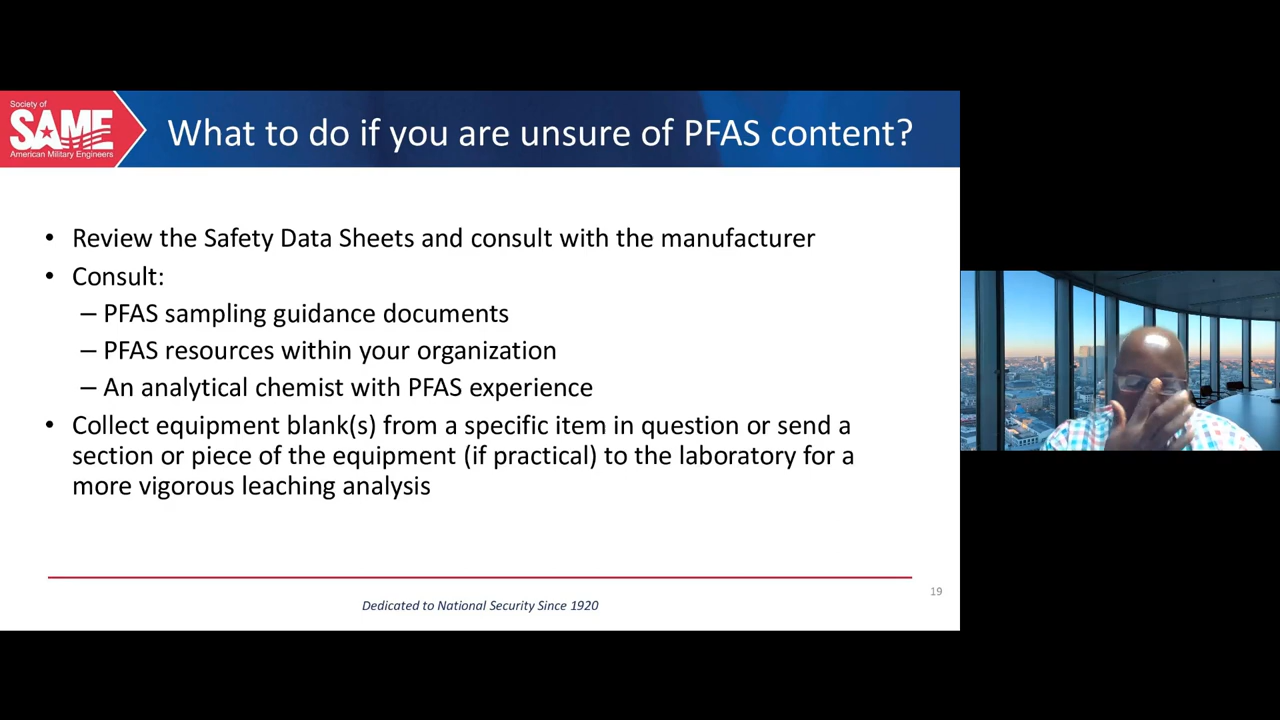 Society of
SAME
American Military Engineers
What to do if you are unsure of PFAS content?
• Review the Safety Data Sheets and consult with the manufacturer
• Consult:
– PFAS sampling guidance documents
– PFAS resources within your organization
– An analytical chemist with PFAS experience
• Collect equipment blank(s) from a specific item in question or send a
section or piece of the equipment (if practical) to the laboratory for a
more vigorous leaching analysis
19
Dedicated to National Security Since 1920